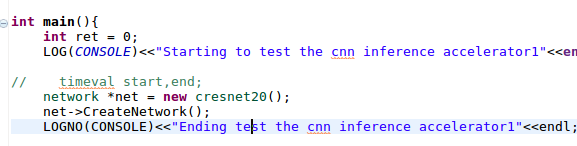 int main(){
int ret = 0;
LOG(CONSOLE)<<"Starting to test the cnn inference accelerator1"<<en
// timeval start,end;
network *net = new cresnet20();
net->CreateNetwork();
LOGNO(CONSOLE)<<"Ending test the cnn inference accelerator1"<<endl;